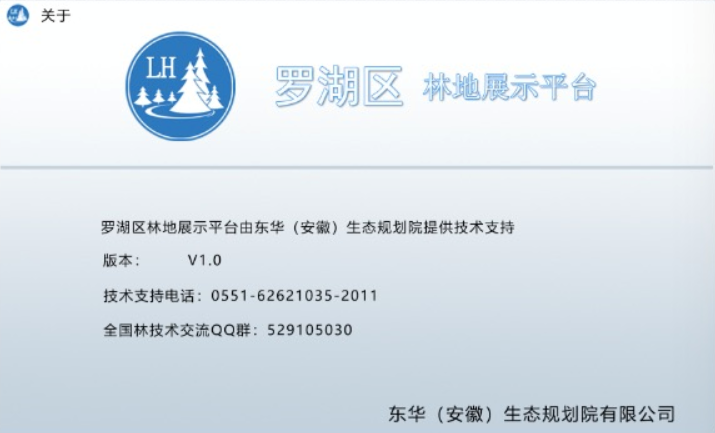 关于
LH
罗湖区 林地展示平台
罗湖区林地展示平台由东华（安徽）生态规划院提供技术支持
版本： V1.0
技术支持电话：0551-62621035-2011
全国林技术交流QQ群：529105030
东华（安徽）生态规划院有限公司